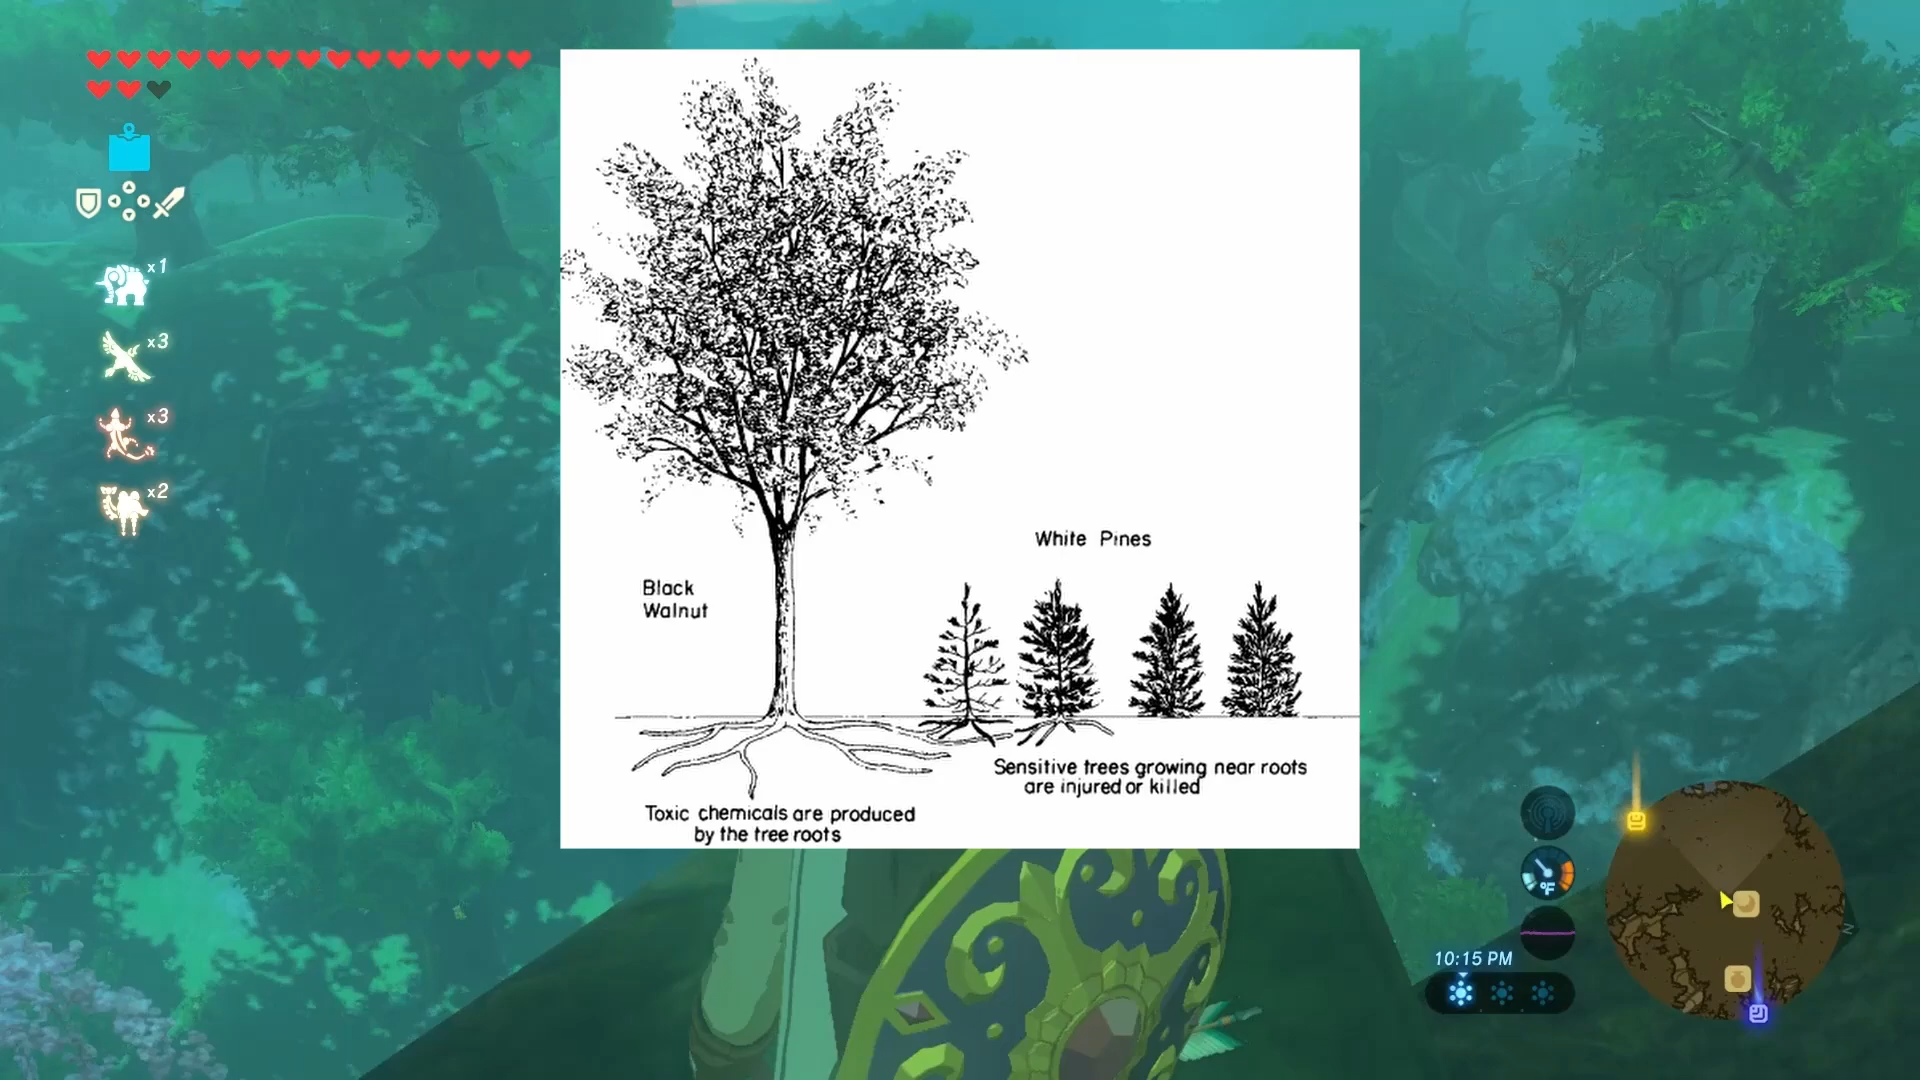 x1
x3
x3
x2
White Pines
Black
Walnut
Sensitive trees growing near roots
are injured or killed
Toxic chemicals are produced
by the tree roots
°F
10:15 PM
N